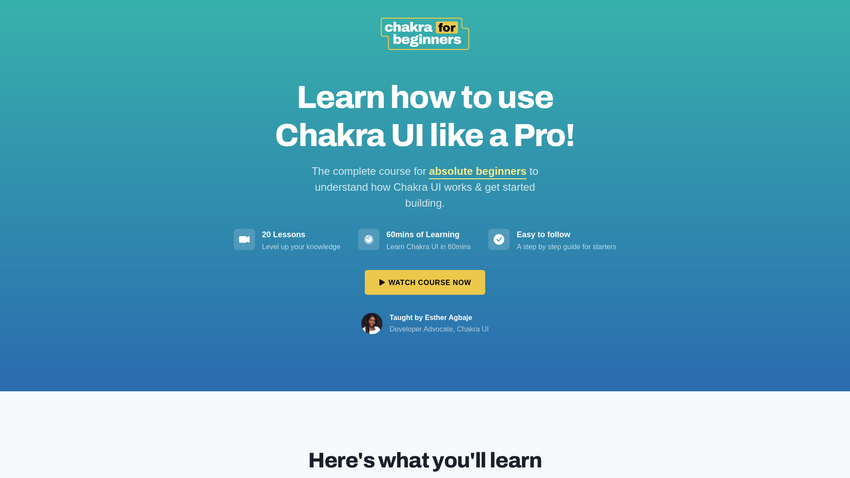 chakra for
beginners
Learn how to use
Chakra UI like a Pro!
The complete course for absolute beginners to
understand how Chakra UI works & get started
building.
20 Lessons
Level up your knowledge
60mins of Learning
Learn Chakra UI in 60mins
Easy to follow
A step by step guide for starters
WATCH COURSE NOW
Taught by Esther Agbaje
Developer Advocate, Chakra UI
Here's what you'll learn